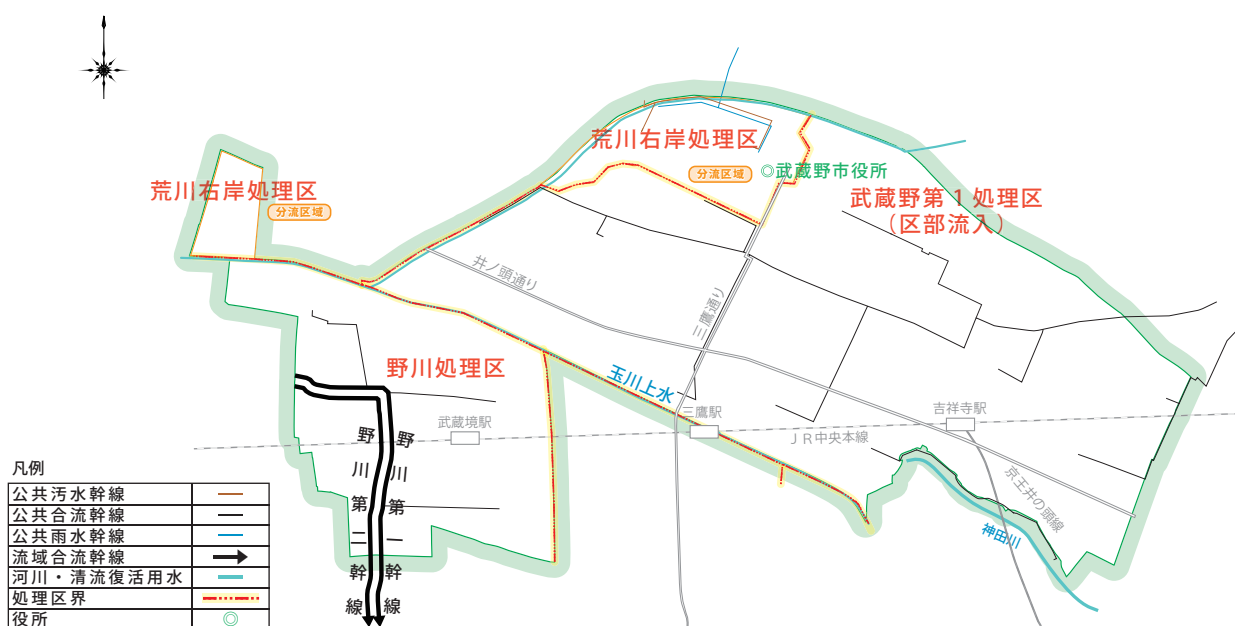 荒川右岸処理区
分流区域
◎武蔵野市役所
荒川右岸処理区
分流区域
武蔵野第1処理区
(区部流入)
井ノ頭通り
三鷹通り
野川処理区
玉川上水
武蔵境駅
三鷹駅
吉祥寺駅
JR中央本線
京王井の頭線
神田川
野川第二幹線
野川第一幹線
凡例
公共汚水幹線
公共合流幹線
公共雨水幹線
流域合流幹線
河川・清流復活用水
処理区界
役所 ◎